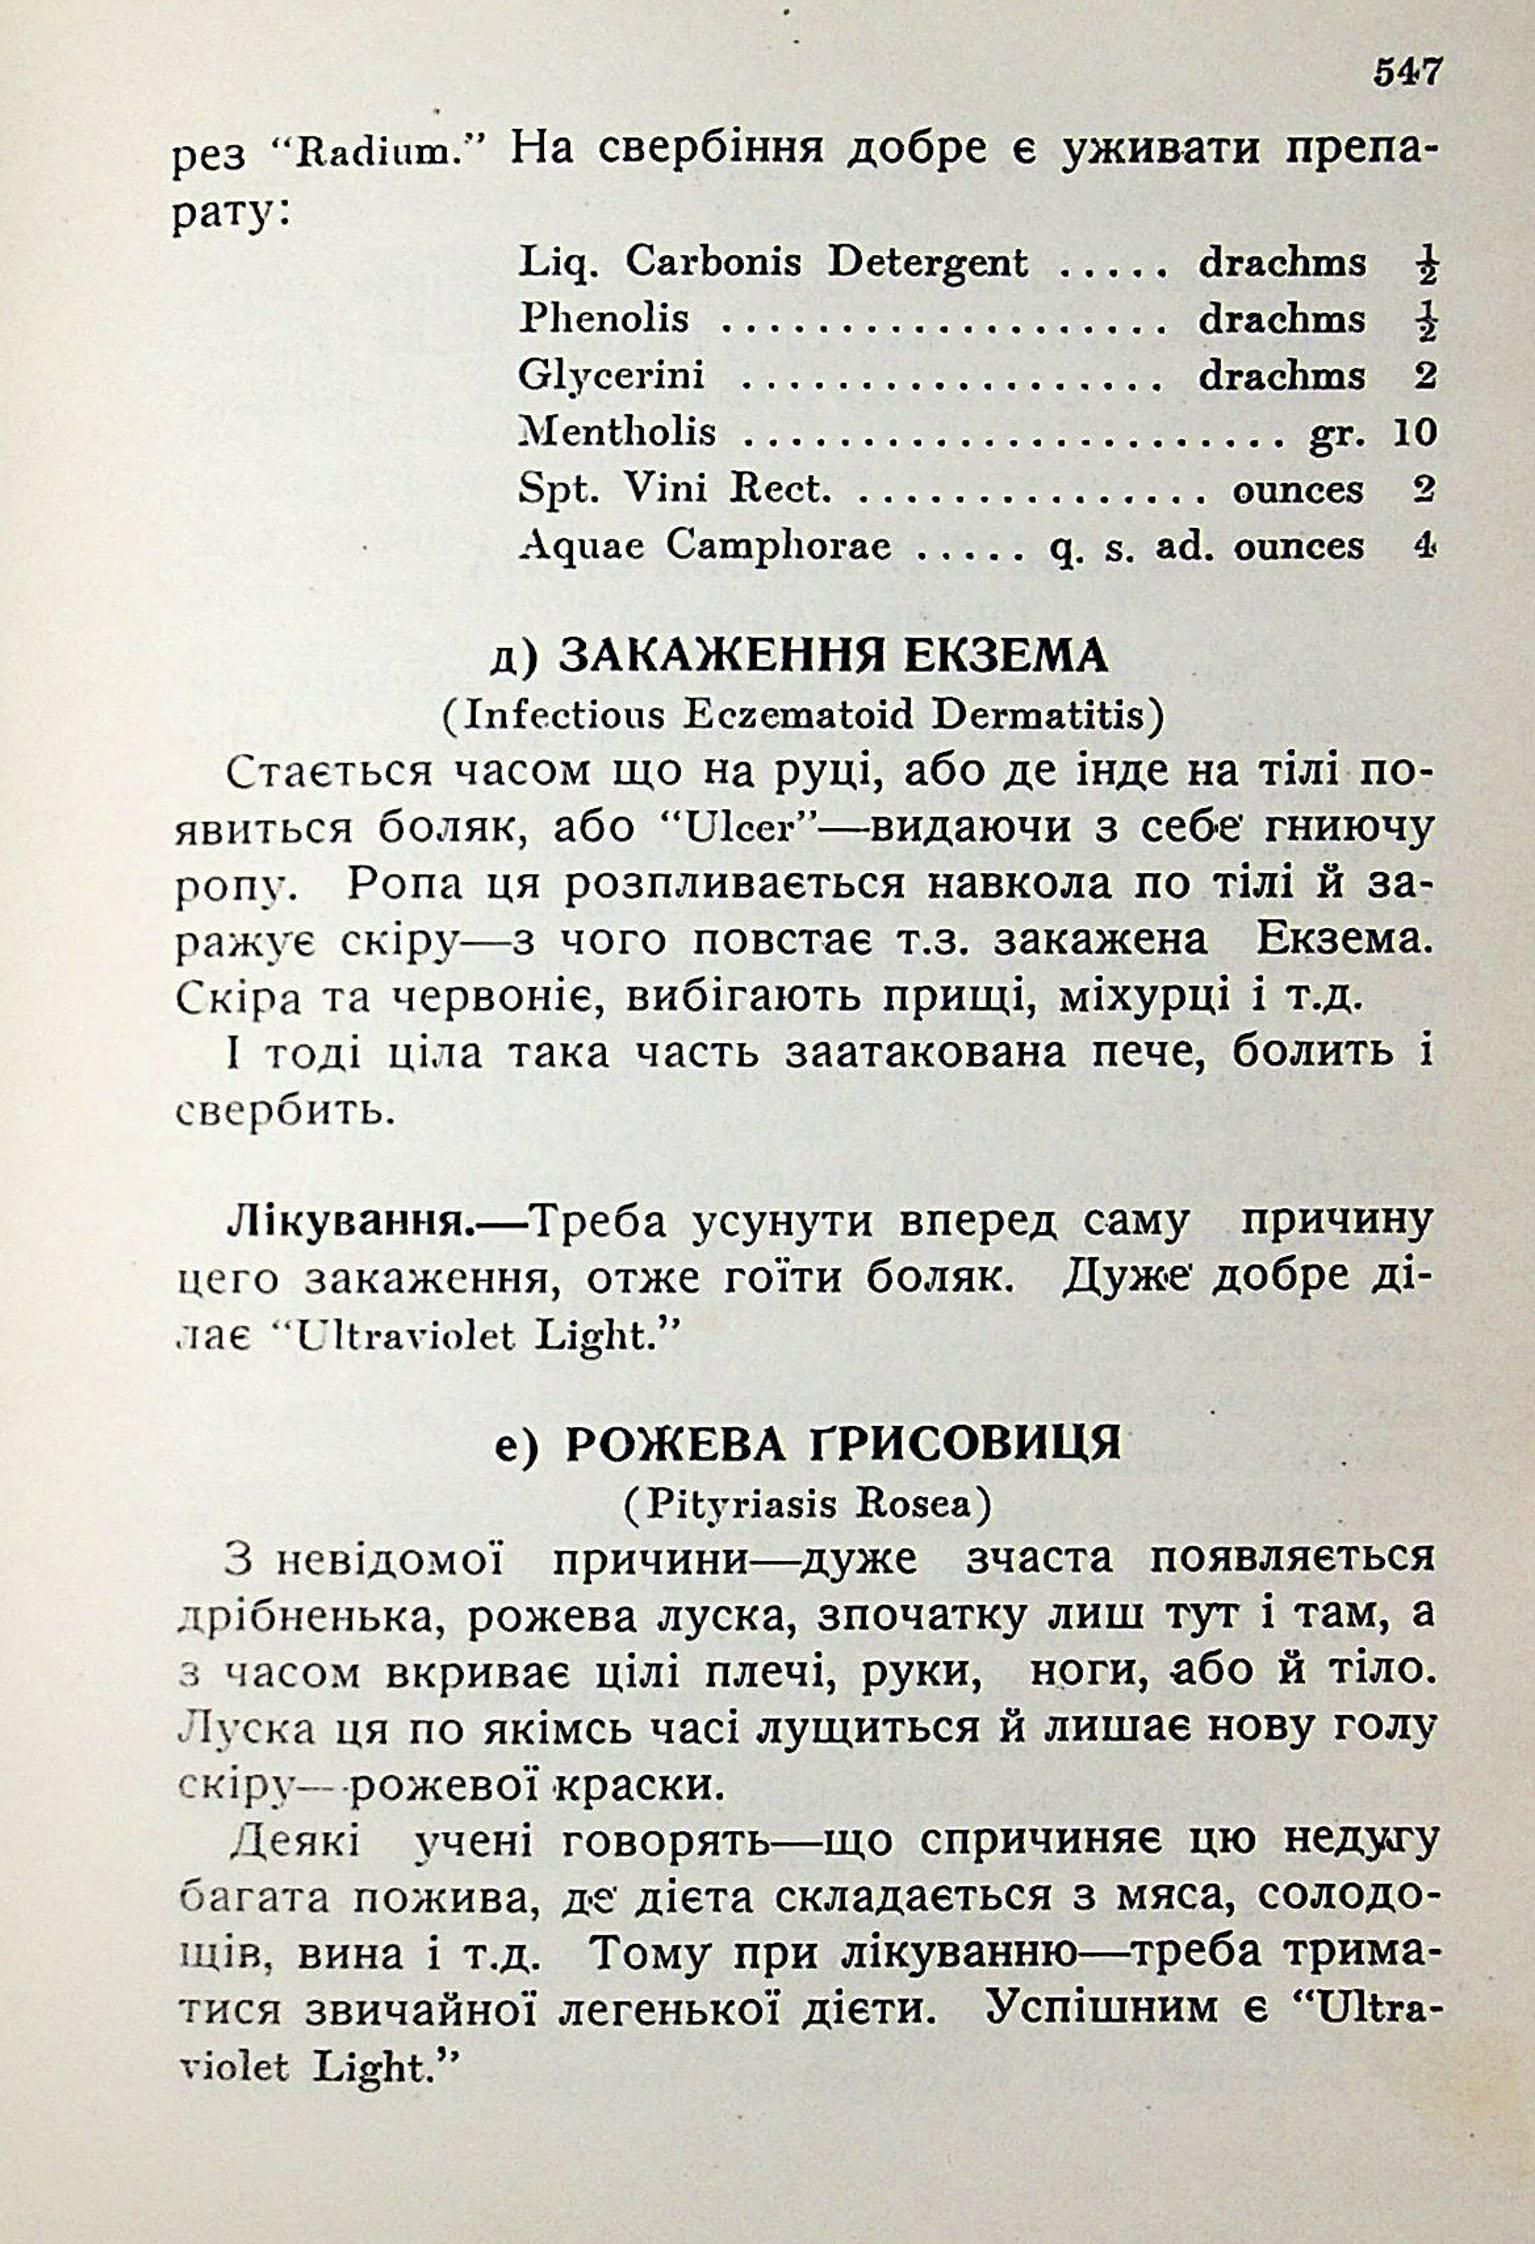 547
рез “Radium.” На свербіння добре є уживати препа-
рату:
Liq. Carbonis Detergent ..... drachms ½
Phenolis ................... drachms ½
Glycerini .................. drachms 2
Mentholis ....................... gr. 10
Spt. Vini Rect. ............... ounces 2
Aquae Camphorae ..... q. s. ad. ounces 4
д) ЗАКАЖЕННЯ ЕКЗЕМА
(Infectious Eczematoid Dermatitis)
Стається часом що на руці, або де інде на тілі по-
явиться боляк, або “Ulcer”—видаючи з себе гниючу
ропу. Ропа ця розпливається навкола по тілі й за-
ражує скіру—з чого повстає т.з. закажена Екзема.
Скіра та червоніє, вибігають прищі, міхурці і т.д.
І тоді ціла така часть заатакована пече, болить і
свербить.
Лікування.—Треба усунути вперед саму причину
цего закаження, отже гоїти боляк. Дуже добре ді-
лає “Ultraviolet Light.”
е) РОЖЕВА ҐРИСОВИЦЯ
(Pityriasis Rosea)
З невідомої причини—дуже зчаста появляється
дрібненька, рожева луска, зпочатку лиш тут і там, а
з часом вкриває цілі плечі, руки, ноги, або й тіло.
Луска ця по якімсь часі лущиться й лишає нову голу
скіру—рожевої краски.
Деякі учені говорять—що спричиняє цю недугу
багата пожива, де дієта складається з мяса, солодо-
щів, вина і т.д. Тому при лікуванню—треба трима-
тися звичайної легенької дієти. Успішним є “Ultra-
violet Light.”